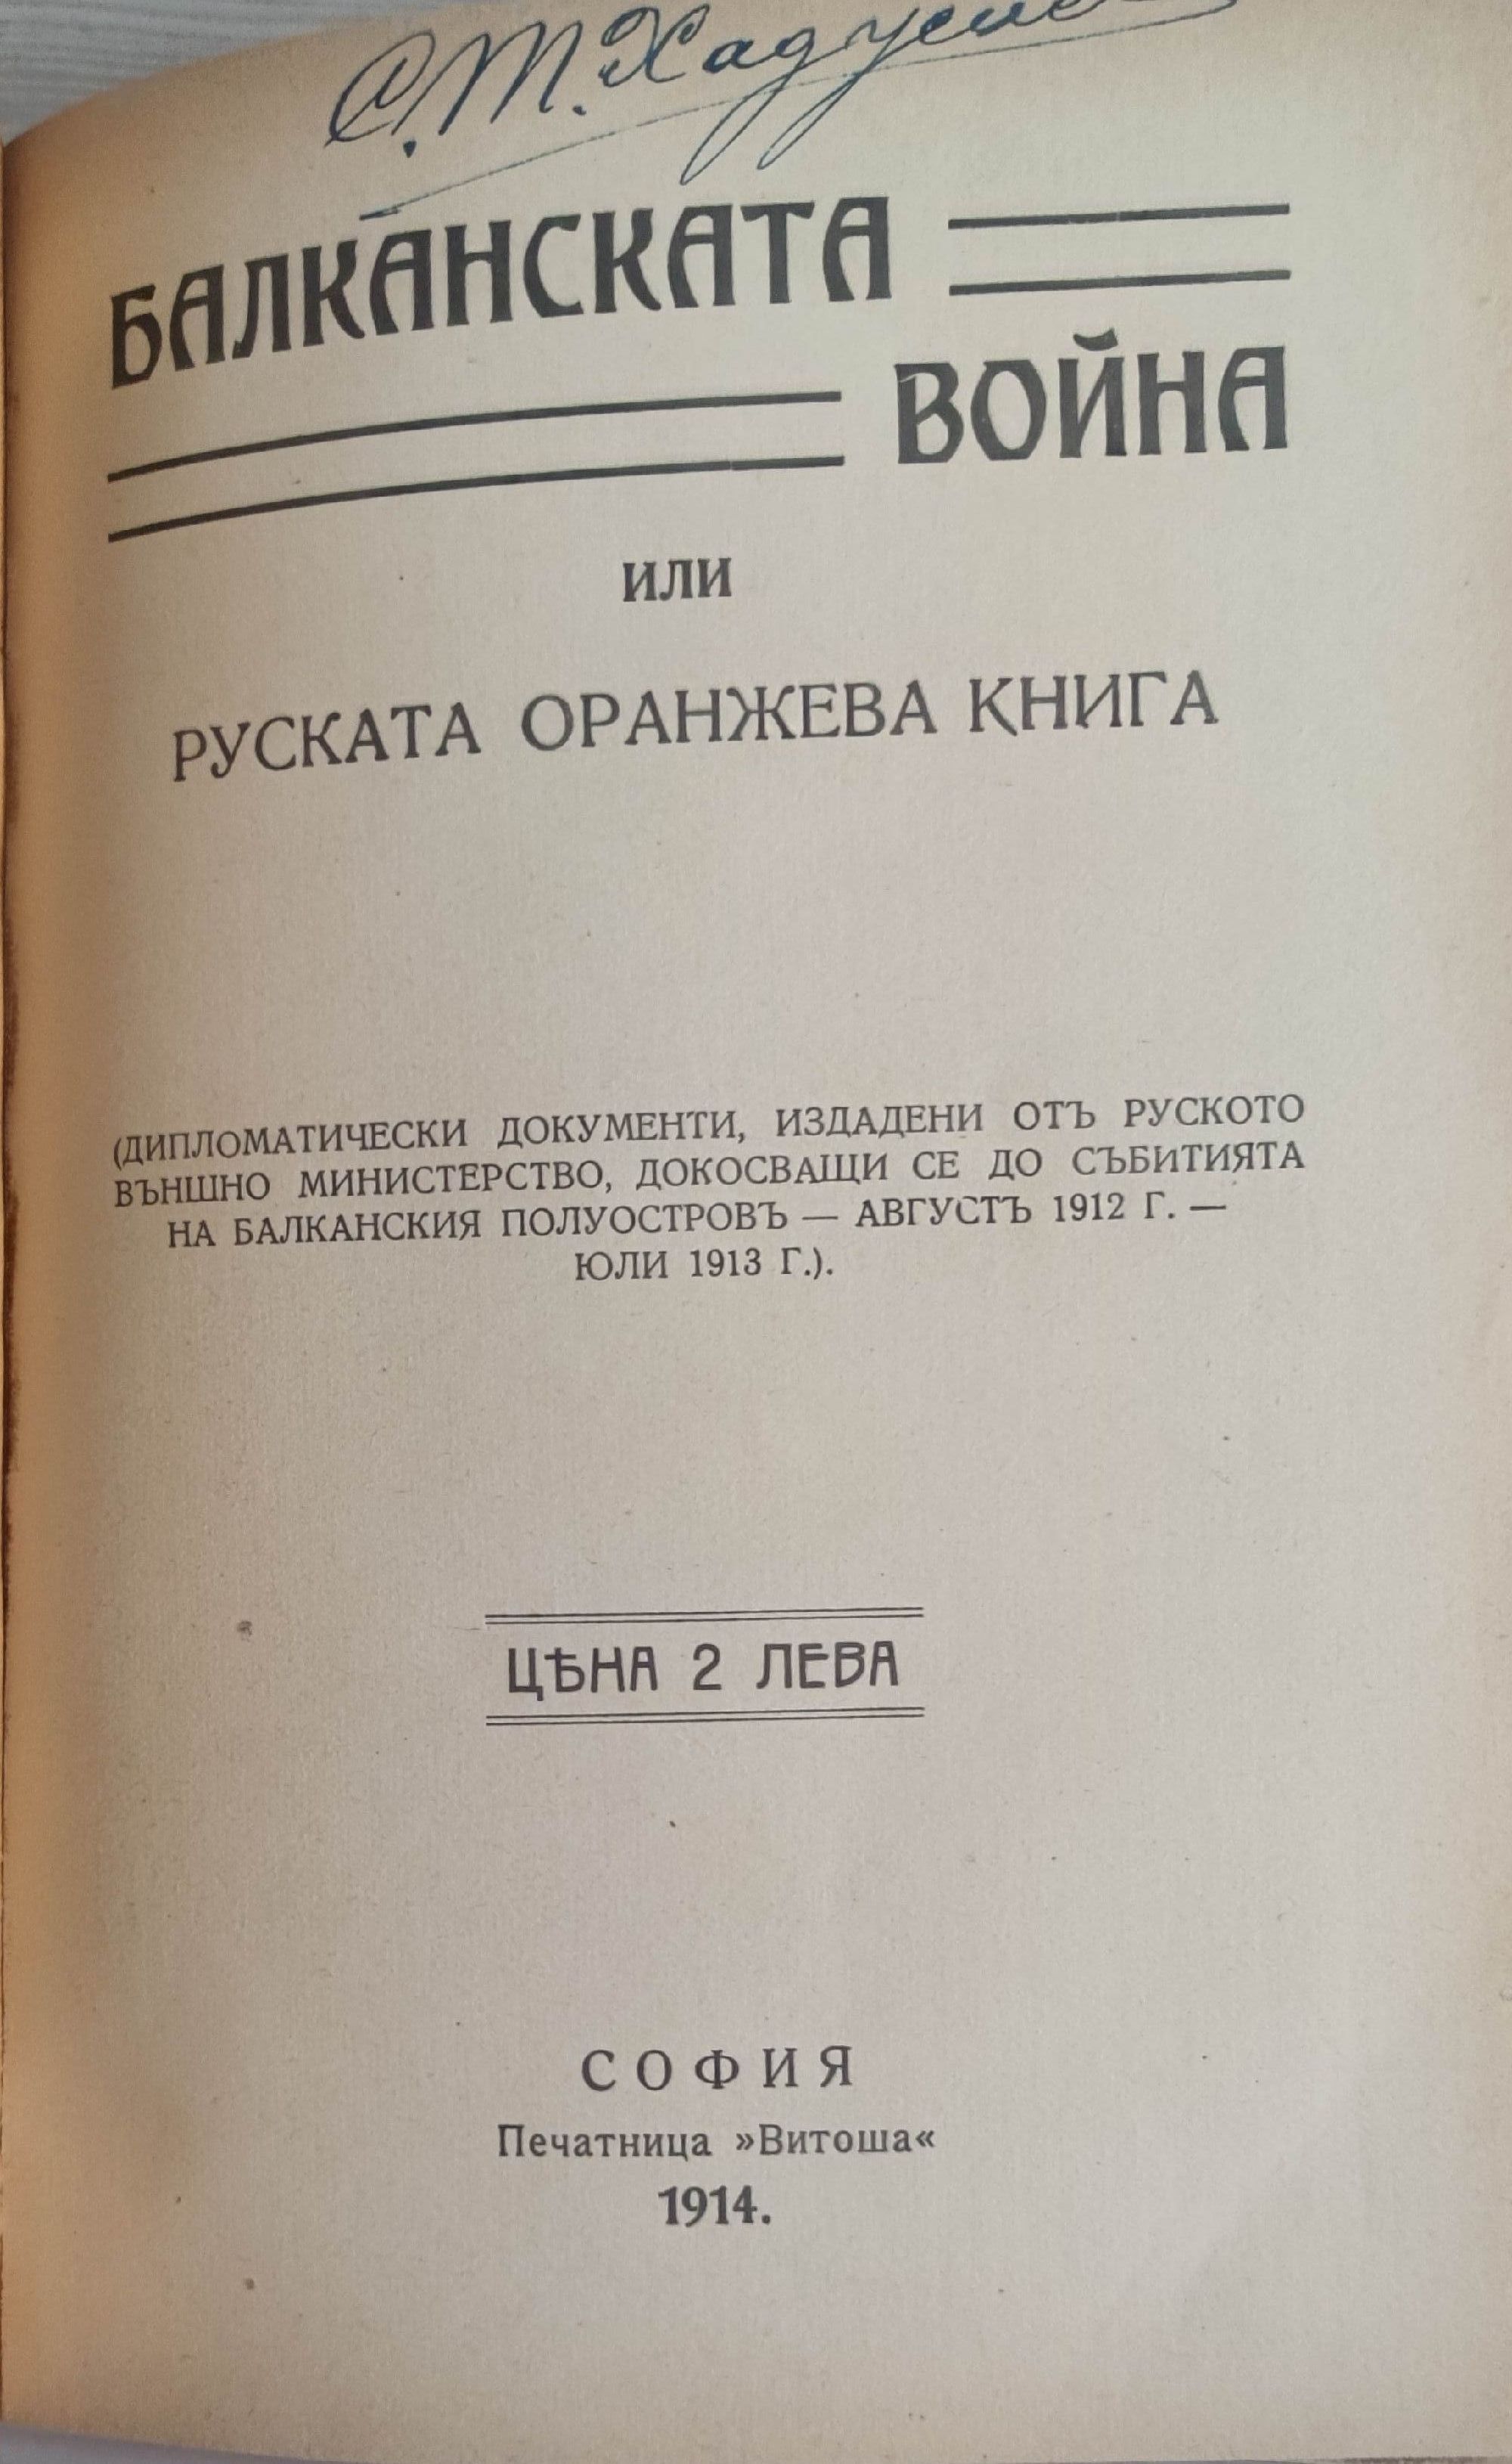 С. Т.
БАЛКАНСКАТА
ВОЙНА
ИЛИ
РУСКАТА ОРАНЖЕВА КНИГА
(ДИПЛОМАТИЧЕСКИ ДОКУМЕНТИ, ИЗДАДЕНИ ОТЪ РУСКОТО
ВЪНШНО МИНИСТЕРСТВО, ДОКОСВАЩИ СЕ ДО СЪБИТИЯТА
НА БАЛКАНСКИЯ ПОЛУОСТРОВЪ — АВГУСТЪ 1912 Г. —
ЮЛИ 1913 Г.).
ЦѢНА 2 ЛЕВА
СОФИЯ
Печатница »Витоша«
1914.